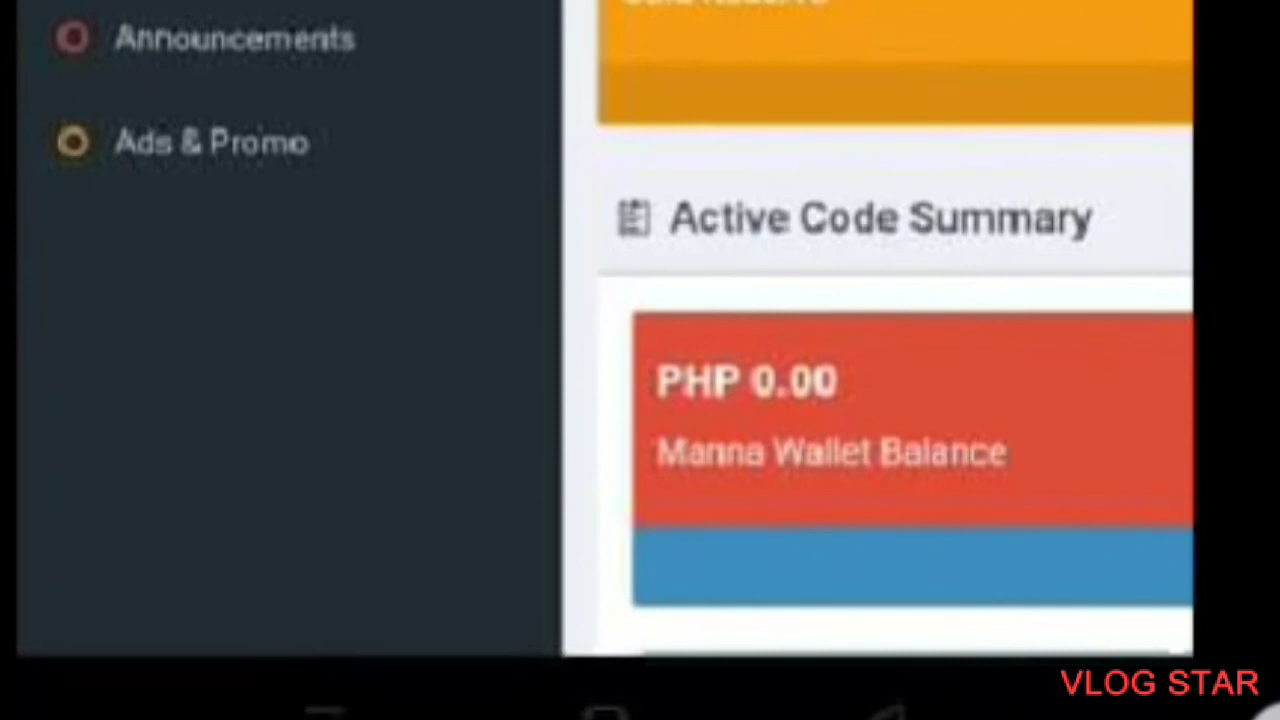 Announcements
Ads & Promo
Active Code Summary
PHP 0.00
Manna Wallet Balance
VLOG STAR